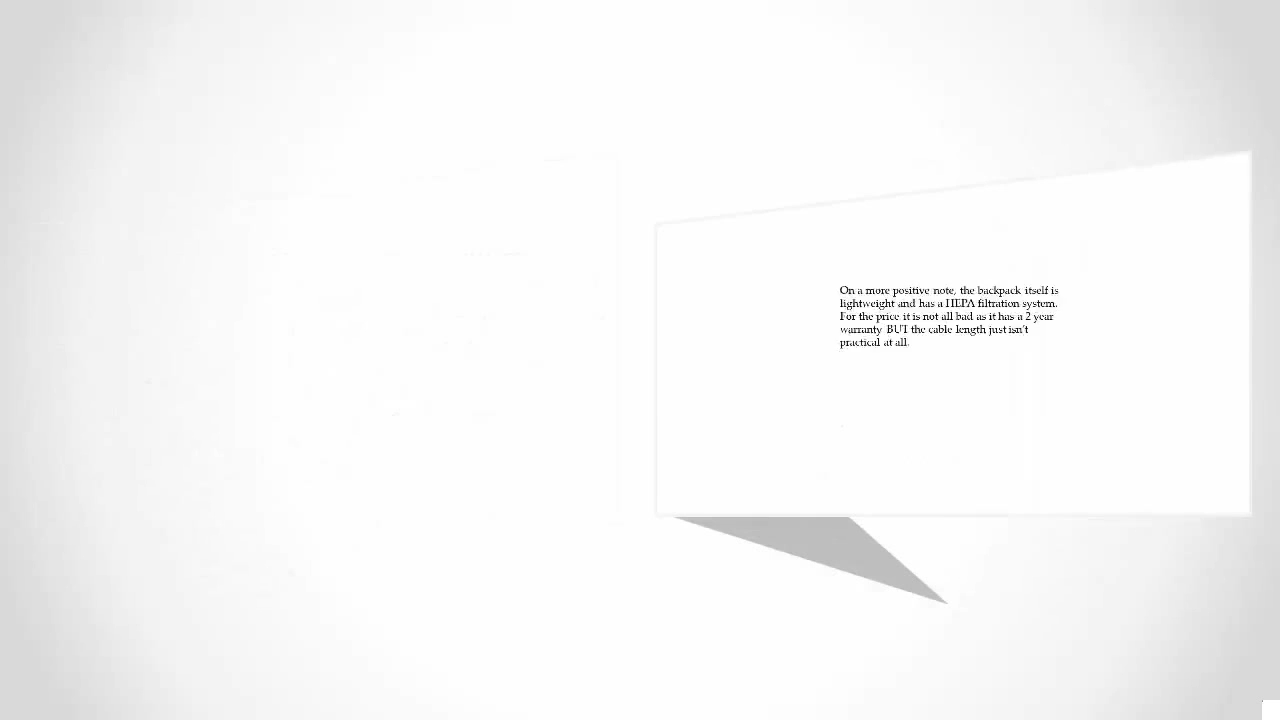 On a more positive note, the backpack itself is
lightweight and has a HEPA filtration system.
For the price it is not all bad as it has a 2 year
warranty BUT the cable length just isn't
practical at all.